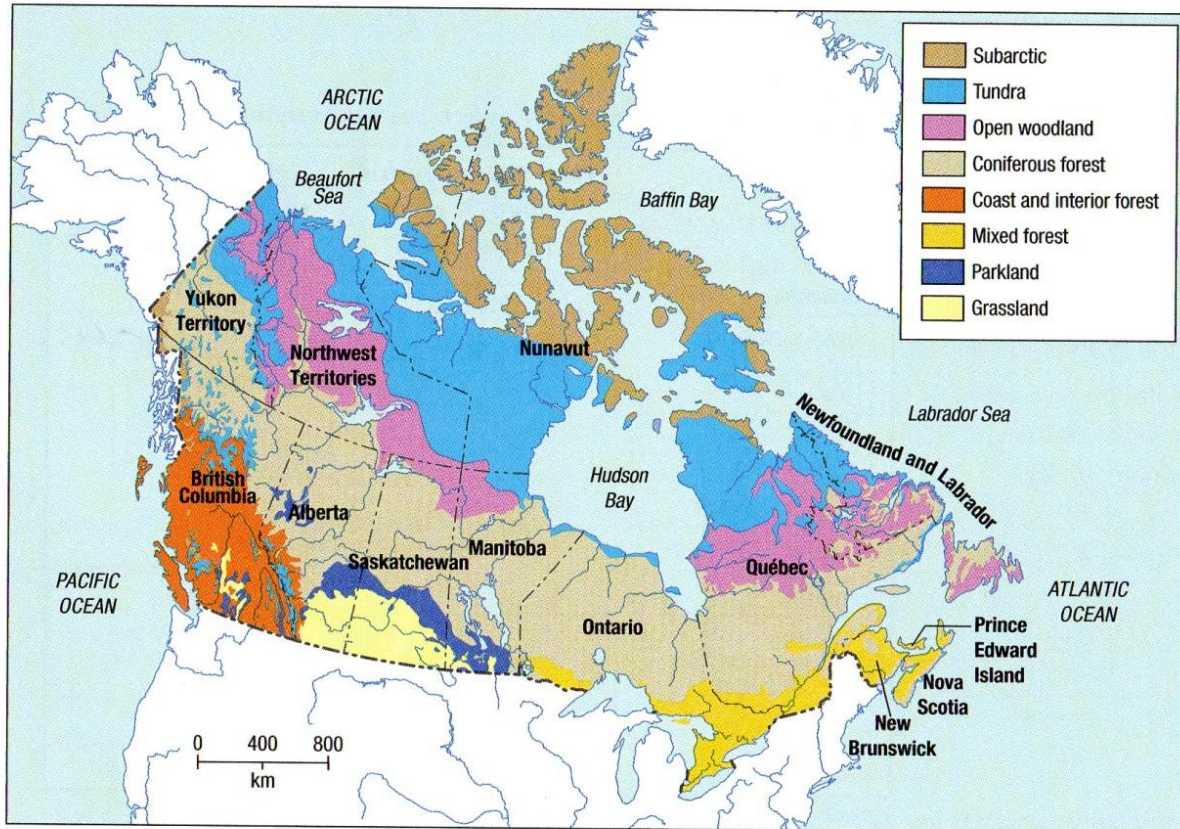 Subarctic
Tundra
Open woodland
Coniferous forest
Coast and interior forest
Mixed forest
Parkland
Grassland
ARCTIC
OCEAN
Beaufort
Sea
Baffin Bay
Yukon
Territory
Northwest
Territories
Nunavut
Labrador Sea
Newfoundland and Labrador
Hudson
Bay
British
Columbia
Alberta
Saskatchewan
Manitoba
Québec
Ontario
PACIFIC
OCEAN
ATLANTIC
OCEAN
Prince
Edward
Island
Nova
Scotia
New
Brunswick
0 400 800
km